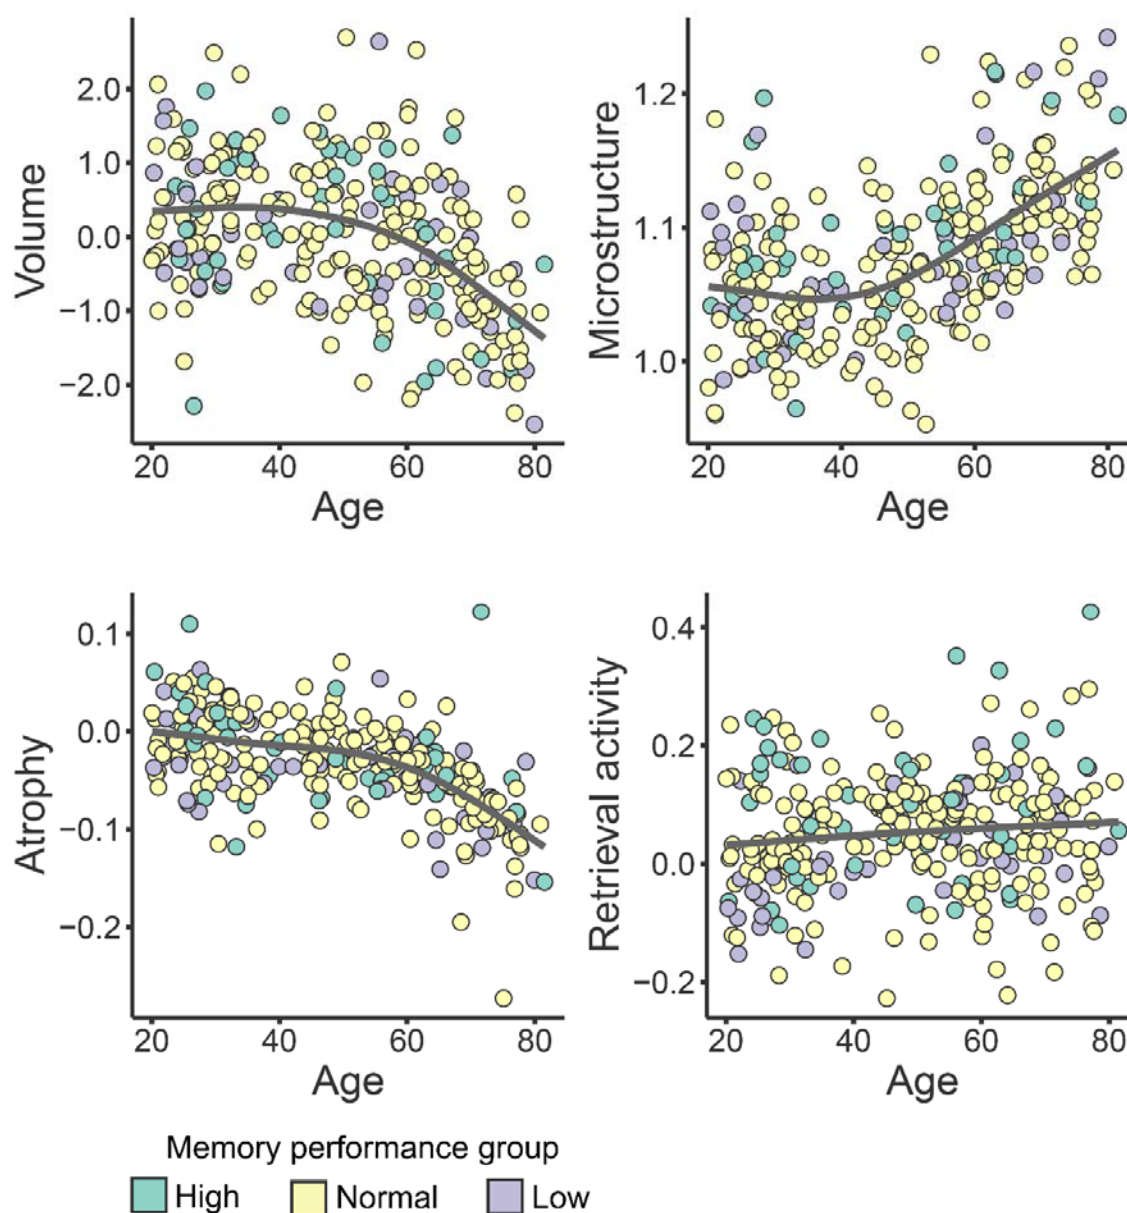 Volume
2.0
1.0
0.0
−1.0
−2.0
20 40 60 80
Age
Microstructure
1.2
1.1
1.0
20 40 60 80
Age
Atrophy
0.1
0.0
−0.1
−0.2
20 40 60 80
Age
Retrieval activity
0.4
0.2
0.0
−0.2
20 40 60 80
Age
Memory performance group
High Normal Low